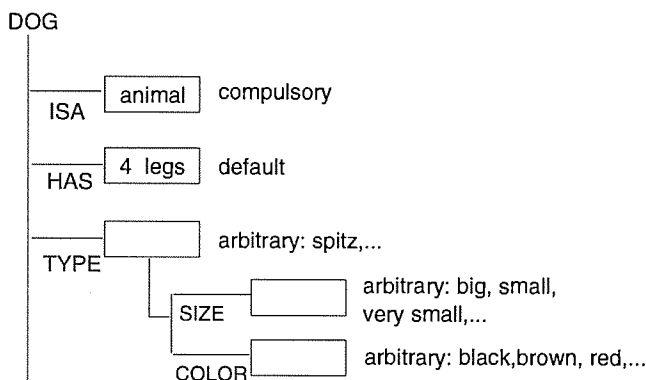 DOG
animal compulsory
ISA
4 legs default
HAS
arbitrary: spitz,...
TYPE
arbitrary: big, small,
SIZE very small,...
arbitrary: black,brown, red,...
COLOR